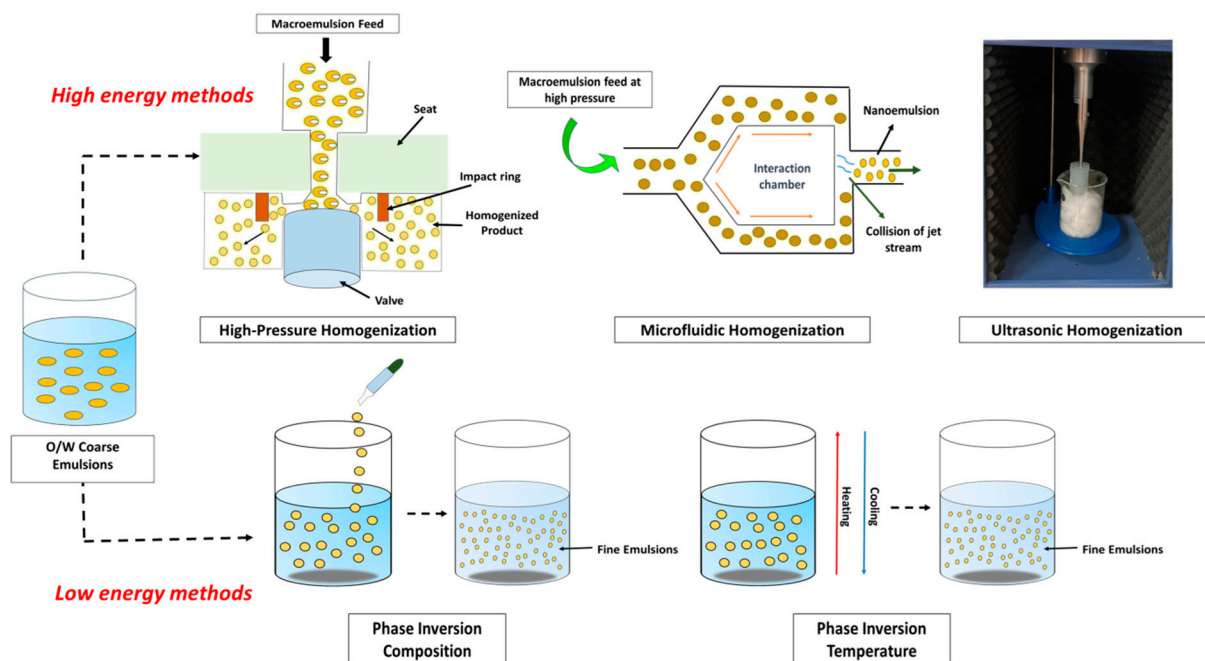 Macroemulsion Feed
High energy methods
Seat
Impact ring
Homogenized
Product
Valve
High-Pressure Homogenization
Macroemulsion feed at
high pressure
Nanoemulsion
Interaction
chamber
Collision of jet
stream
Microfluidic Homogenization
Ultrasonic Homogenization
O/W Coarse
Emulsions
Low energy methods
Fine Emulsions
Phase Inversion
Composition
Heating
Cooling
Fine Emulsions
Phase Inversion
Temperature